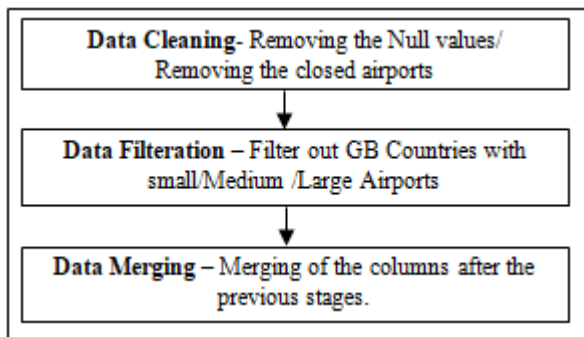 Data Cleaning- Removing the Null values/
Removing the closed airports
Data Filteration – Filter out GB Countries with
small/Medium /Large Airports
Data Merging – Merging of the columns after the
previous stages.